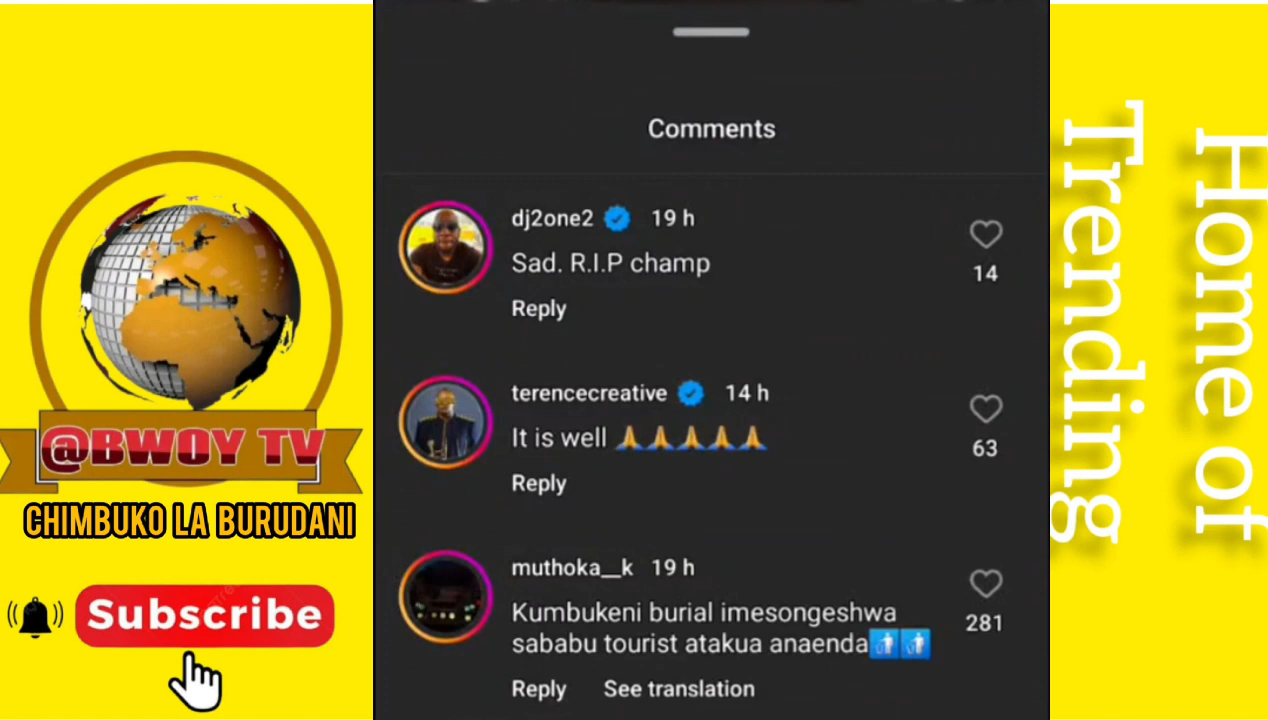 @BWOY TV
CHIMBUKO LA BURUDANI
Subscribe
Comments
dj2one2 19 h
Sad. R.I.P champ
14
Reply
terencecreative 14 h
It is well 🙏🙏🙏🙏🙏
63
Reply
muthoka__k 19 h
Kumbukeni burial imesongeshwa
sababu tourist atakua anaenda🚮🚮
281
Reply See translation
Home of
Trending